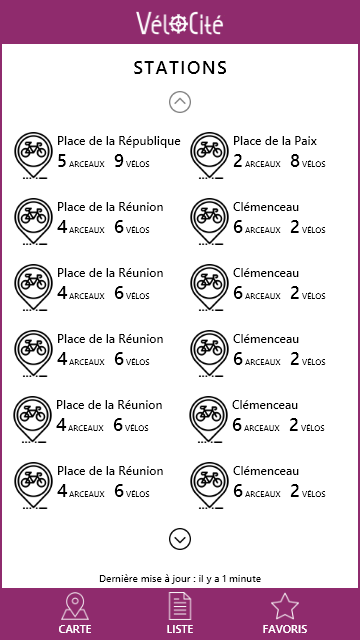 VéloCité
STATIONS
Place de la République
5 ARCEAUX 9 VÉLOS
Place de la Paix
2 ARCEAUX 8 VÉLOS
Place de la Réunion
4 ARCEAUX 6 VÉLOS
Clémenceau
6 ARCEAUX 2 VÉLOS
Place de la Réunion
4 ARCEAUX 6 VÉLOS
Clémenceau
6 ARCEAUX 2 VÉLOS
Place de la Réunion
4 ARCEAUX 6 VÉLOS
Clémenceau
6 ARCEAUX 2 VÉLOS
Place de la Réunion
4 ARCEAUX 6 VÉLOS
Clémenceau
6 ARCEAUX 2 VÉLOS
Place de la Réunion
4 ARCEAUX 6 VÉLOS
Clémenceau
6 ARCEAUX 2 VÉLOS
Dernière mise à jour : il y a 1 minute
CARTE LISTE FAVORIS